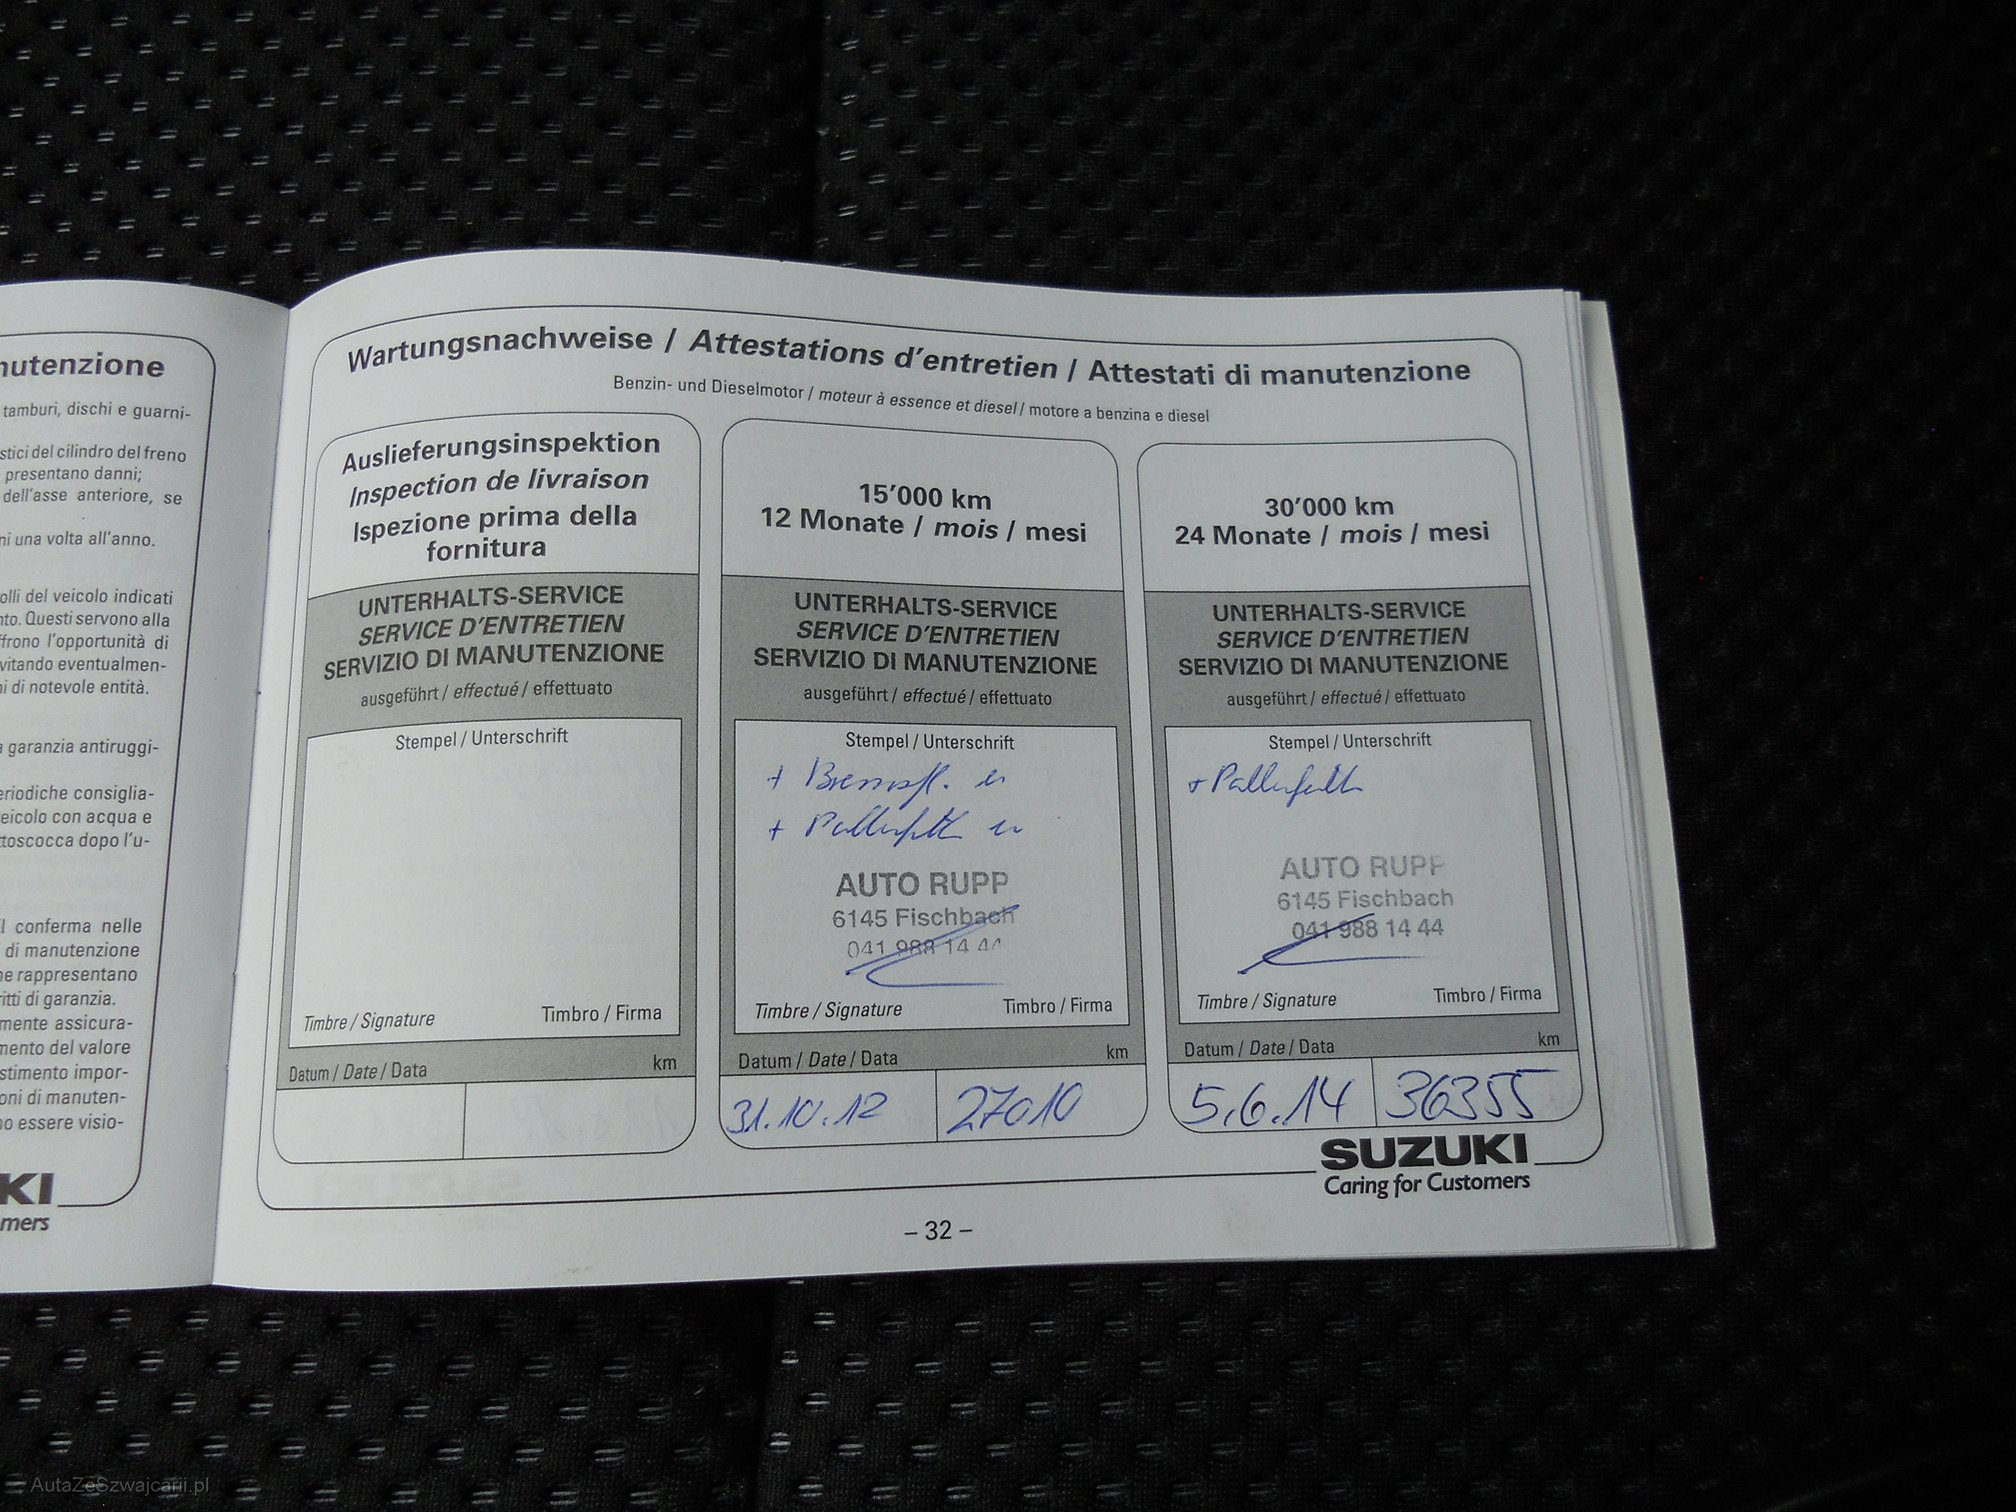 nutenzione
tamburi, dischi e guarni-
stici del cilindro del freno
presentano danni;
dell'asse anteriore, se
ni una volta all'anno.
olli del veicolo indicati
nto. Questi servono alla
ffrono l'opportunità di
vitando eventualmen-
ni di notevole entità.
a garanzia antiruggi-
eriodiche consiglia-
eicolo con acqua e
ttoscocca dopo l'u-
l conferma nelle
di manutenzione
ne rappresentano
ritti di garanzia.
mente assicura-
mento del valore
stimento impor-
oni di manuten-
no essere visio-
KI
mers
Wartungsnachweise / Attestations d'entretien / Attestati di manutenzione
Benzin- und Dieselmotor / moteur à essence et diesel / motore a benzina e diesel
Auslieferungsinspektion
Inspection de livraison
Ispezione prima della
fornitura
UNTERHALTS-SERVICE
SERVICE D'ENTRETIEN
SERVIZIO DI MANUTENZIONE
ausgeführt / effectué / effettuato
Stempel / Unterschrift
Timbre / Signature Timbro / Firma
Datum / Date / Data km
15'000 km
12 Monate / mois / mesi
UNTERHALTS-SERVICE
SERVICE D'ENTRETIEN
SERVIZIO DI MANUTENZIONE
ausgeführt / effectué / effettuato
Stempel / Unterschrift
AUTO RUPP
6145 Fischbach
041 988 14 44
Timbre / Signature Timbro / Firma
Datum / Date / Data km
31.10.12 27010
30'000 km
24 Monate / mois / mesi
UNTERHALTS-SERVICE
SERVICE D'ENTRETIEN
SERVIZIO DI MANUTENZIONE
ausgeführt / effectué / effettuato
Stempel / Unterschrift
AUTO RUPP
6145 Fischbach
041 988 14 44
Timbre / Signature Timbro / Firma
Datum / Date / Data km
5.6.14 36355
SUZUKI
Caring for Customers
– 32 –
AutaZeSzwajcarii.pl